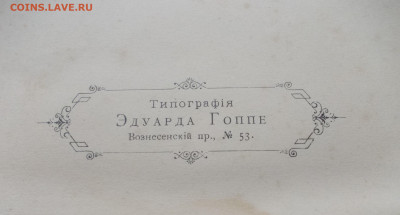 COINS.LAVE.RU
Типографія
Эдуарда Гоппе
Вознесенскій пр., № 53.